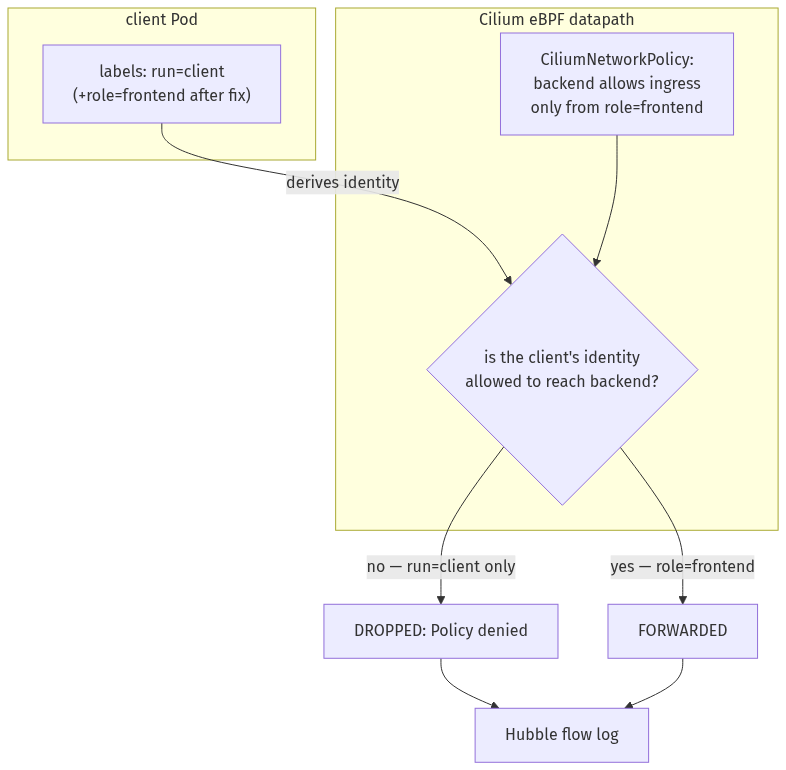 client Pod
labels: run=client
(+role=frontend after fix)
Cilium eBPF datapath
CiliumNetworkPolicy:
backend allows ingress
only from role=frontend
derives identity
is the client's identity
allowed to reach backend?
no — run=client only
yes — role=frontend
DROPPED: Policy denied
FORWARDED
Hubble flow log